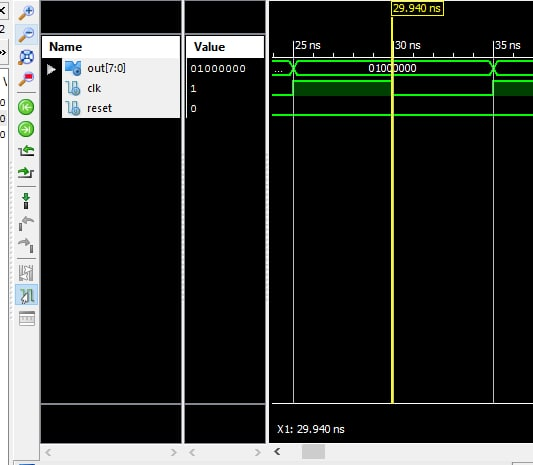 29.940 ns
Name
Value
25 ns
30 ns
35 ns
out[7:0]
01000000
...
01000000
clk
1
reset
0
X1: 29.940 ns